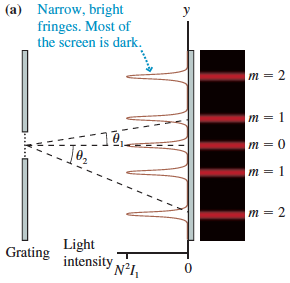 (a) Narrow, bright
fringes. Most of
the screen is dark.
y
m = 2
m = 1
m = 0
m = 1
m = 2
θ₁
θ₂
Grating
Light
intensity
N²I₁
0